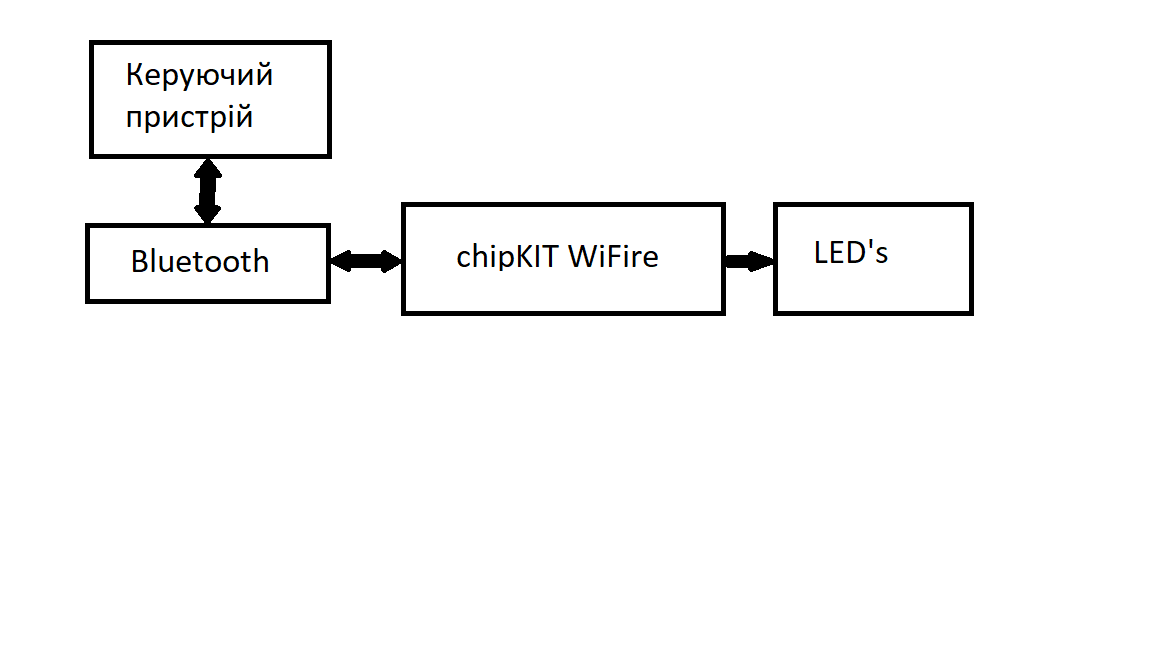 Керуючий
пристрій
Bluetooth
chipKIT WiFire
LED's